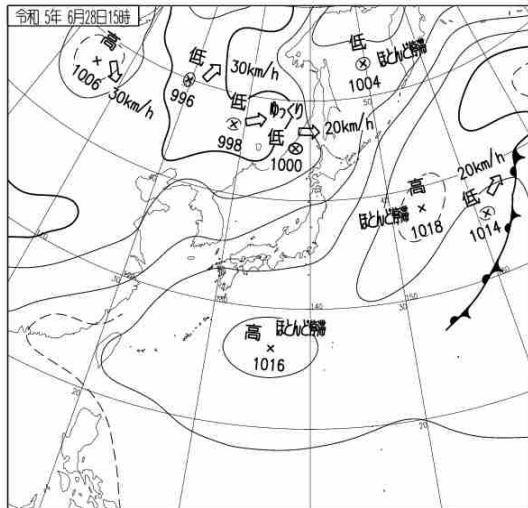 令和 5年 6月28日15時
高
1006
30km/h
低
996
30km/h
低
998
ゆっくり
低
1000
20km/h
低
ほとんど停滞
1004
高
ほとんど停滞
1018
低
20km/h
1014
高
ほとんど停滞
1016
140
150
30
20
20